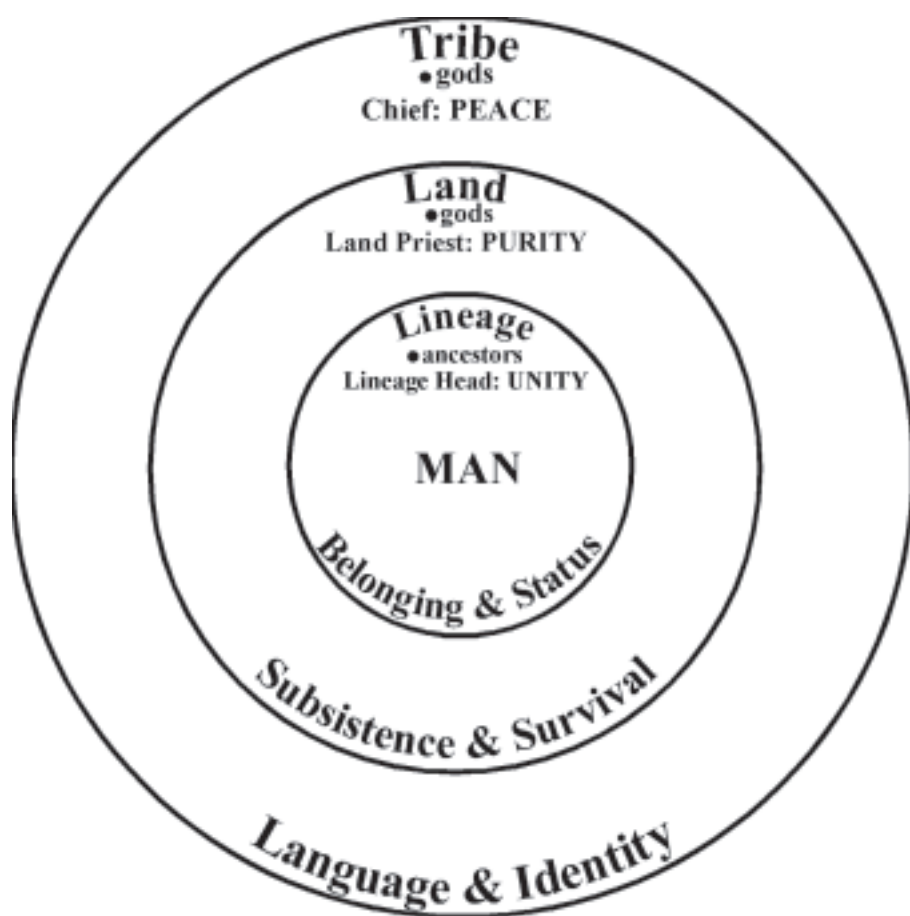 Tribe
•gods
Chief: PEACE
Land
•gods
Land Priest: PURITY
Lineage
•ancestors
Lineage Head: UNITY
MAN
Belonging & Status
Subsistence & Survival
Language & Identity